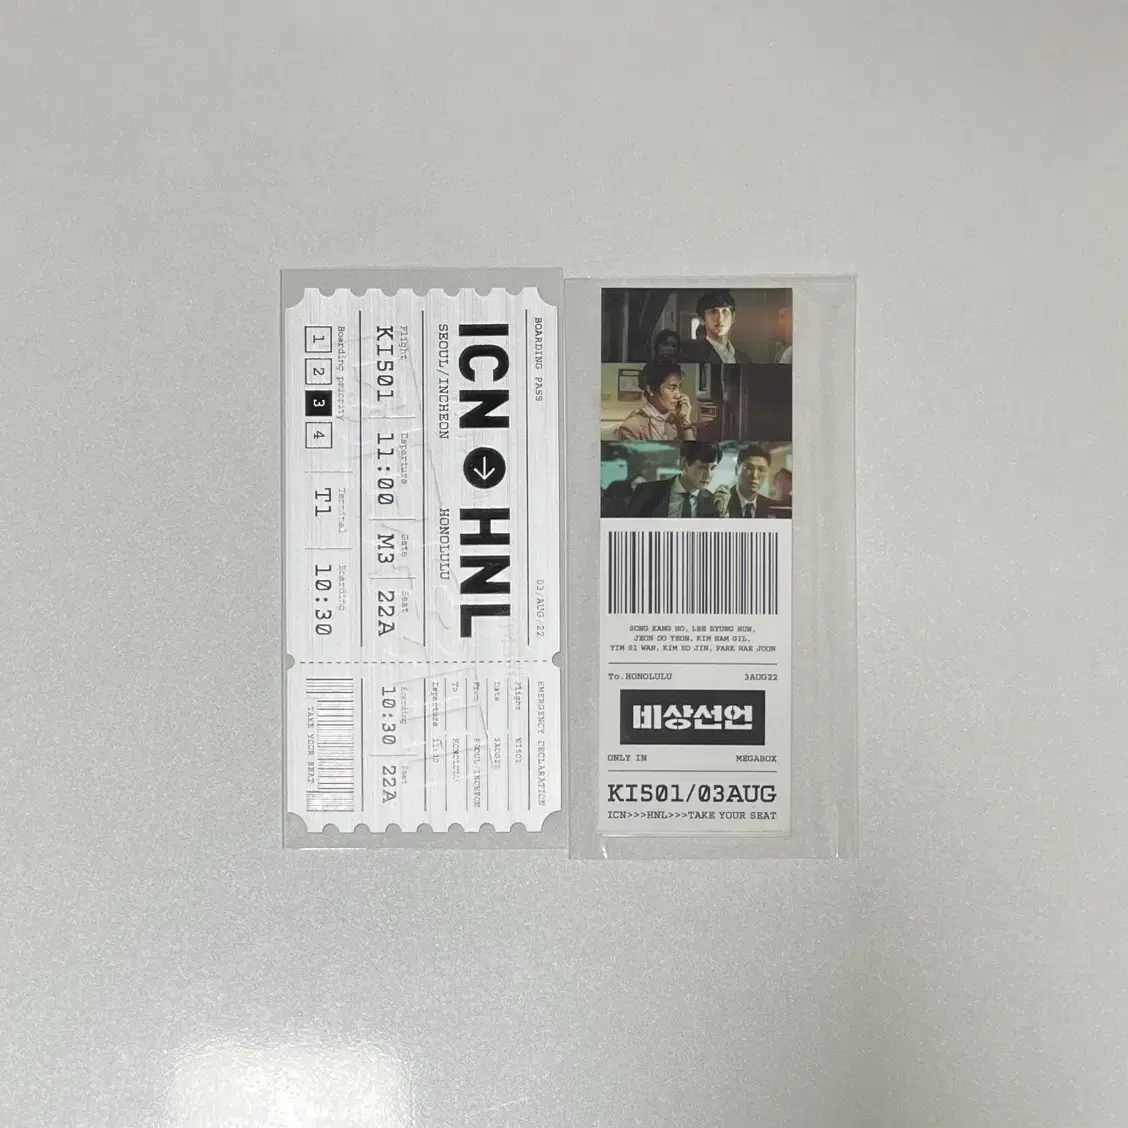 BOARDING PASS
03/AUG/22
ICN HNL
SEOUL/INCHEON
HONOLULU
Flight
Departure
Gate
Seat
KI501
11:00
M3
22A
Boarding priority
Terminal
Boarding
1
2
3
4
T1
10:30
EMERGENCY DECLARATION
Flight KI501
Date 3AUG22
From SEOUL/INCHEON
To HONOLULU
Departure 11:00
Boarding
Seat
10:30
22A
TAKE YOUR SEAT
SONG KANG HO, LEE BYUNG HUN,
JEON DO YEON, KIM NAM GIL,
YIM SI WAN, KIM SO JIN, PARK HAE JOON
To.HONOLULU 3AUG22
비상선언
ONLY IN MEGABOX
KI501/03AUG
ICN>>>HNL>>>TAKE YOUR SEAT